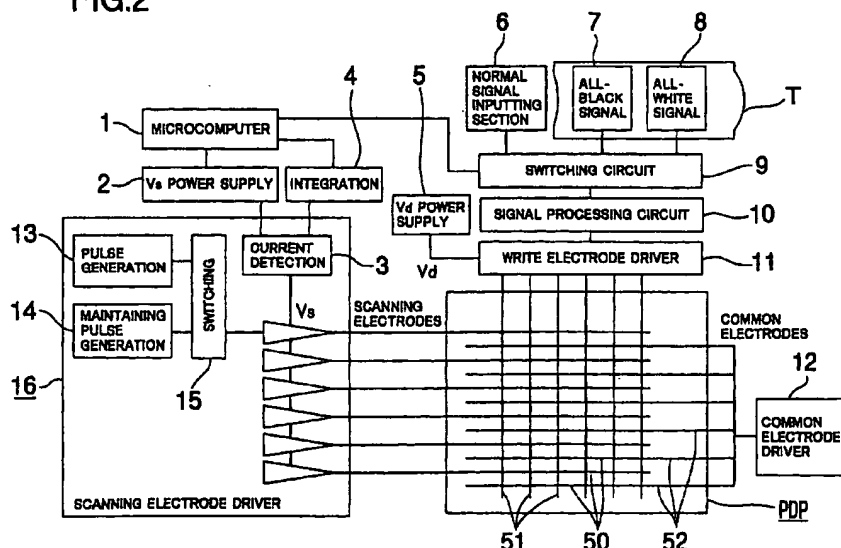 FIG.2
6
7
8
NORMAL
SIGNAL
INPUTTING
SECTION
ALL-
BLACK
SIGNAL
ALL-
WHITE
SIGNAL
T
4
5
1
MICROCOMPUTER
2
Vs POWER SUPPLY
INTEGRATION
SWITCHING CIRCUIT
9
Vd POWER
SUPPLY
SIGNAL PROCESSING CIRCUIT
10
13
PULSE
GENERATION
CURRENT
DETECTION
3
Vd
WRITE ELECTRODE DRIVER
11
14
MAINTAINING
PULSE
GENERATION
SWITCHING
Vs
SCANNING
ELECTRODES
COMMON
ELECTRODES
16
15
12
COMMON
ELECTRODE
DRIVER
SCANNING ELECTRODE DRIVER
PDP
51
50
52